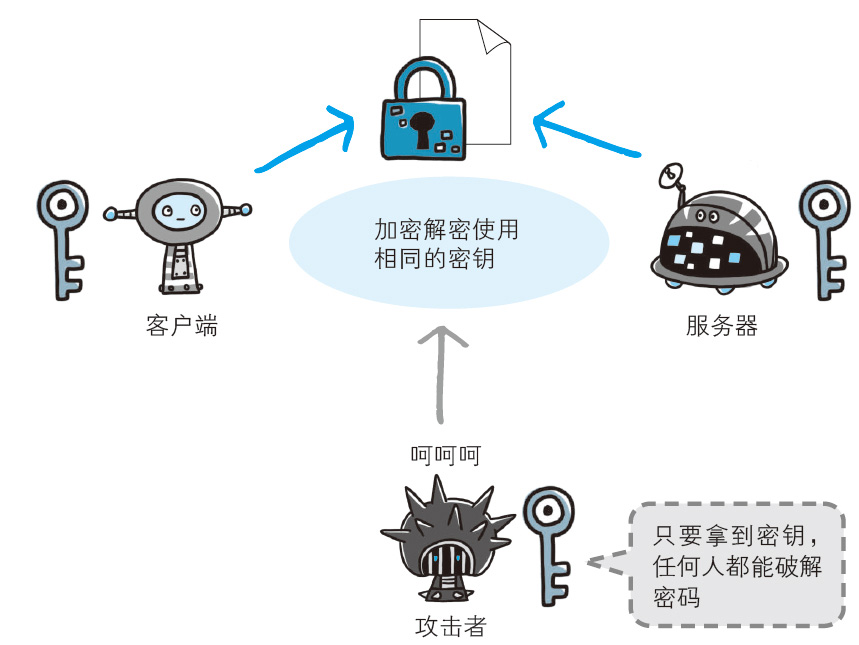 加密解密使用
相同的密钥
客户端
服务器
呵呵呵
只要拿到密钥，
任何人都能破解
密码
攻击者